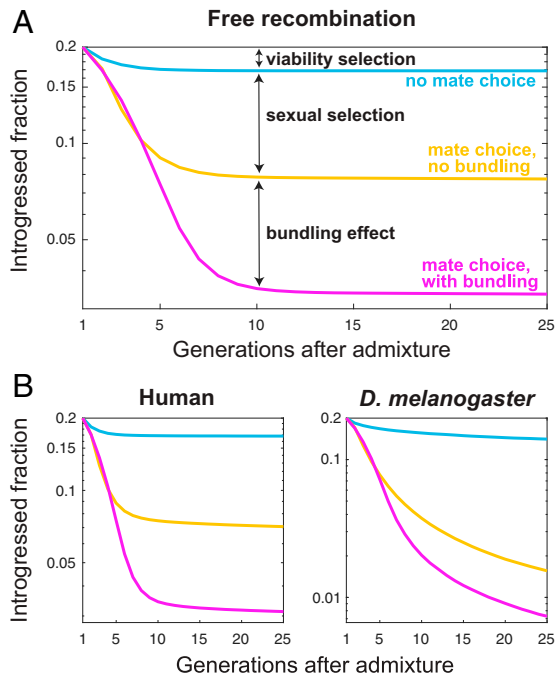 A
Free recombination
0.2
0.15
0.1
0.05
Introgressed fraction
viability selection
no mate choice
sexual selection
mate choice,
no bundling
bundling effect
mate choice,
with bundling
1 5 10 15 20 25
Generations after admixture
B
Human
0.2
0.15
0.1
0.05
Introgressed fraction
1 5 10 15 20 25
D. melanogaster
0.2
0.1
0.01
1 5 10 15 20 25
Generations after admixture